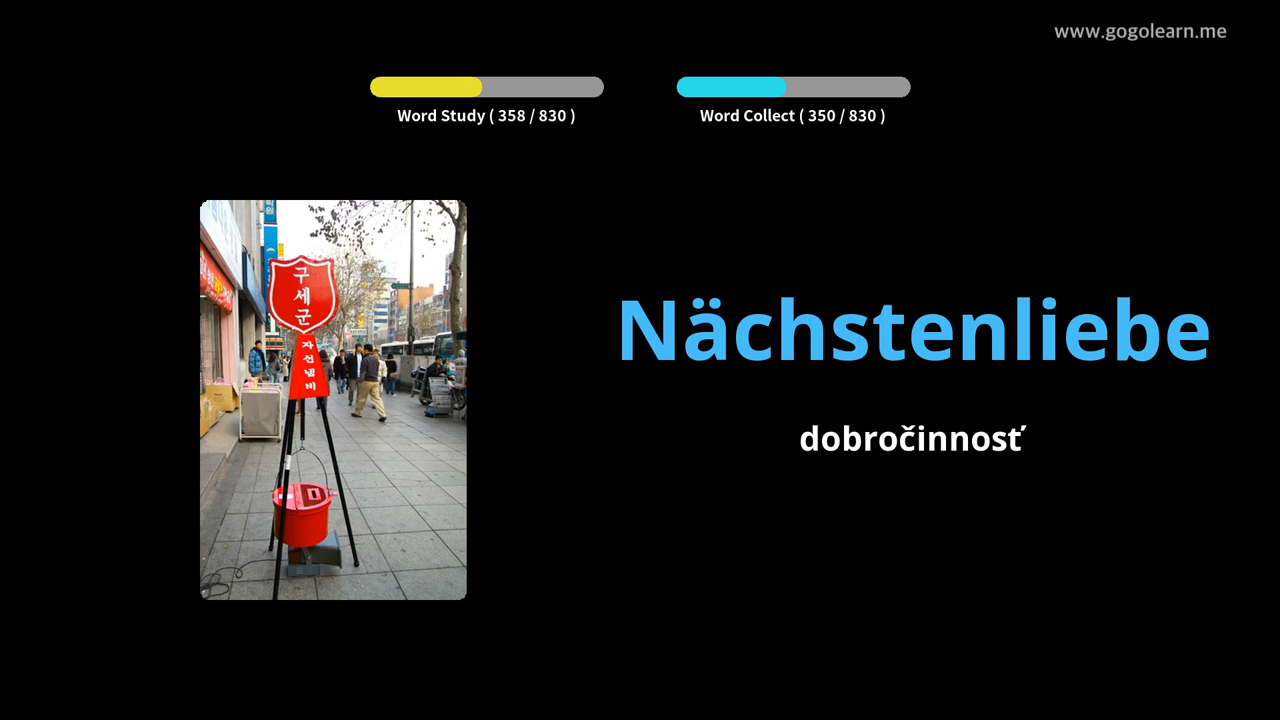 www.gogolearn.me
Word Study ( 358 / 830 )
Word Collect ( 350 / 830 )
구세군
자선냄비
Nächstenliebe
dobročinnosť